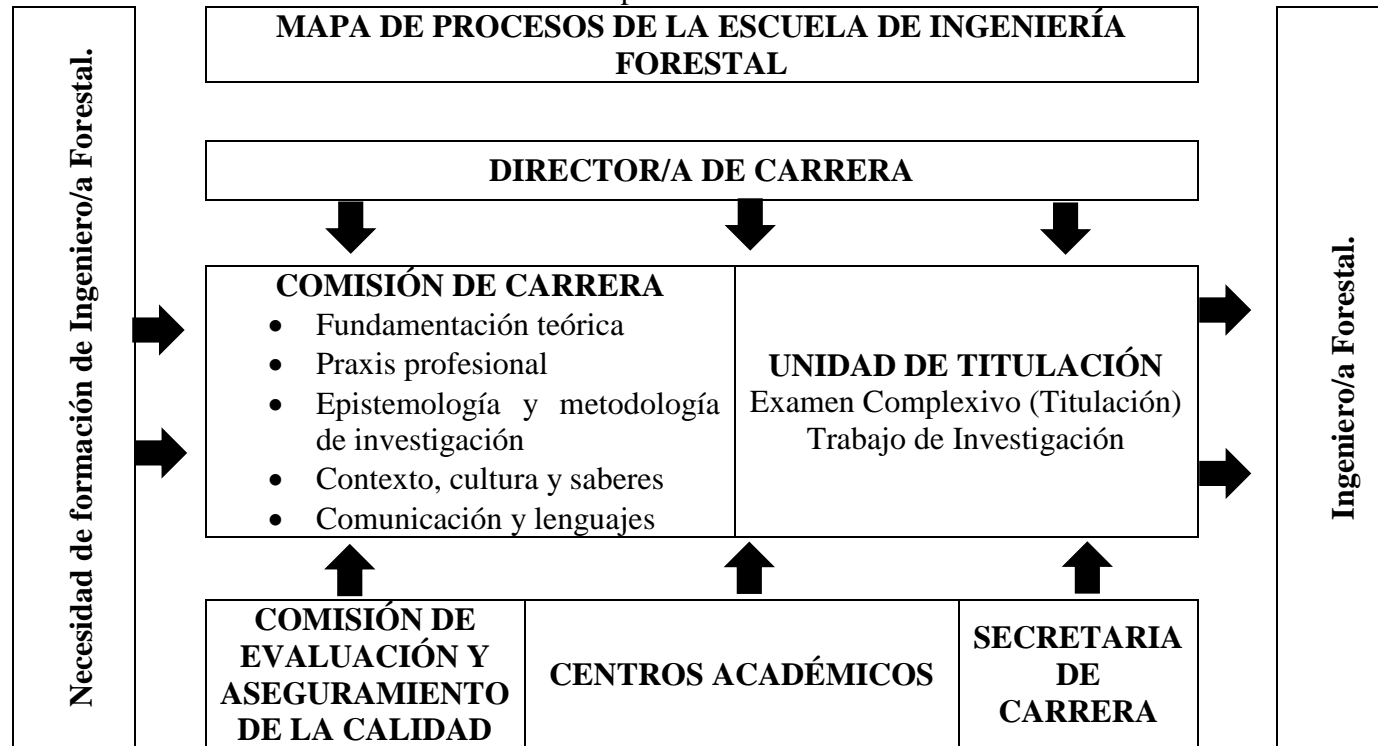 MAPA DE PROCESOS DE LA ESCUELA DE INGENIERÍA
FORESTAL
Necesidad de formación de Ingeniero/a Forestal.
DIRECTOR/A DE CARRERA
COMISIÓN DE CARRERA
• Fundamentación teórica
• Praxis profesional
• Epistemología y metodología
de investigación
• Contexto, cultura y saberes
• Comunicación y lenguajes
UNIDAD DE TITULACIÓN
Examen Complexivo (Titulación)
Trabajo de Investigación
COMISIÓN DE
EVALUACIÓN Y
ASEGURAMIENTO
DE LA CALIDAD
CENTROS ACADÉMICOS
SECRETARIA
DE
CARRERA
Ingeniero/a Forestal.